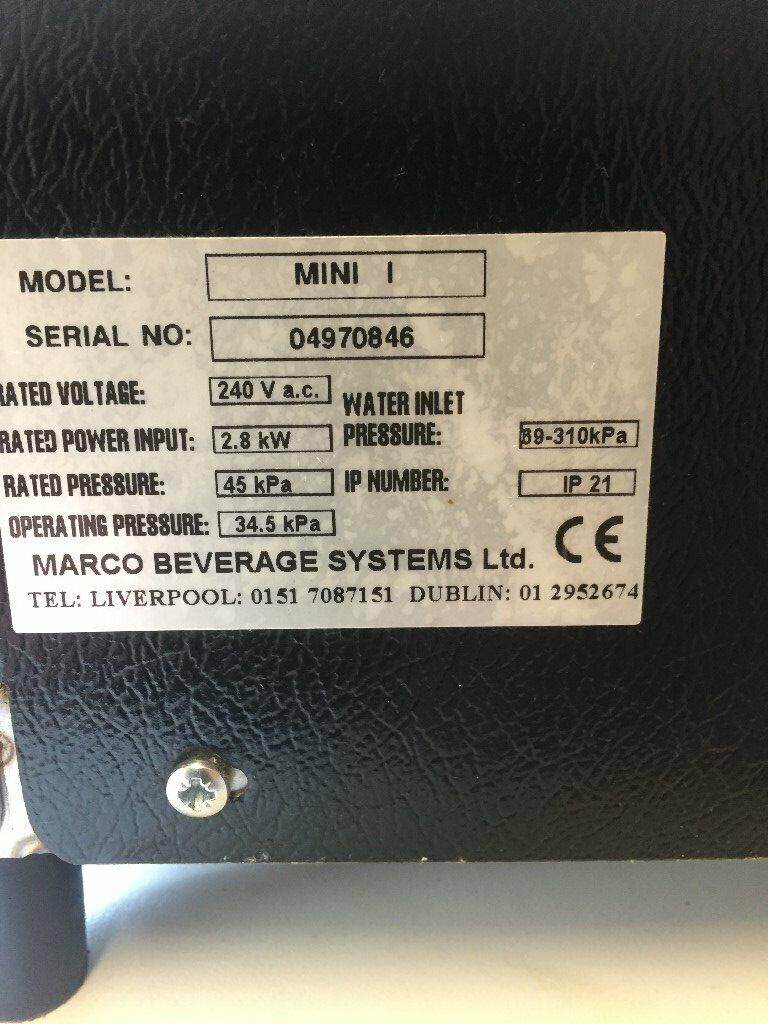 MODEL: MINI I
SERIAL NO: 04970846
RATED VOLTAGE: 240 V a.c.
WATER INLET
RATED POWER INPUT: 2.8 kW PRESSURE: 69-310kPa
RATED PRESSURE: 45 kPa IP NUMBER: IP 21
OPERATING PRESSURE: 34.5 kPa CE
MARCO BEVERAGE SYSTEMS Ltd.
TEL: LIVERPOOL: 0151 7087151 DUBLIN: 01 2952674